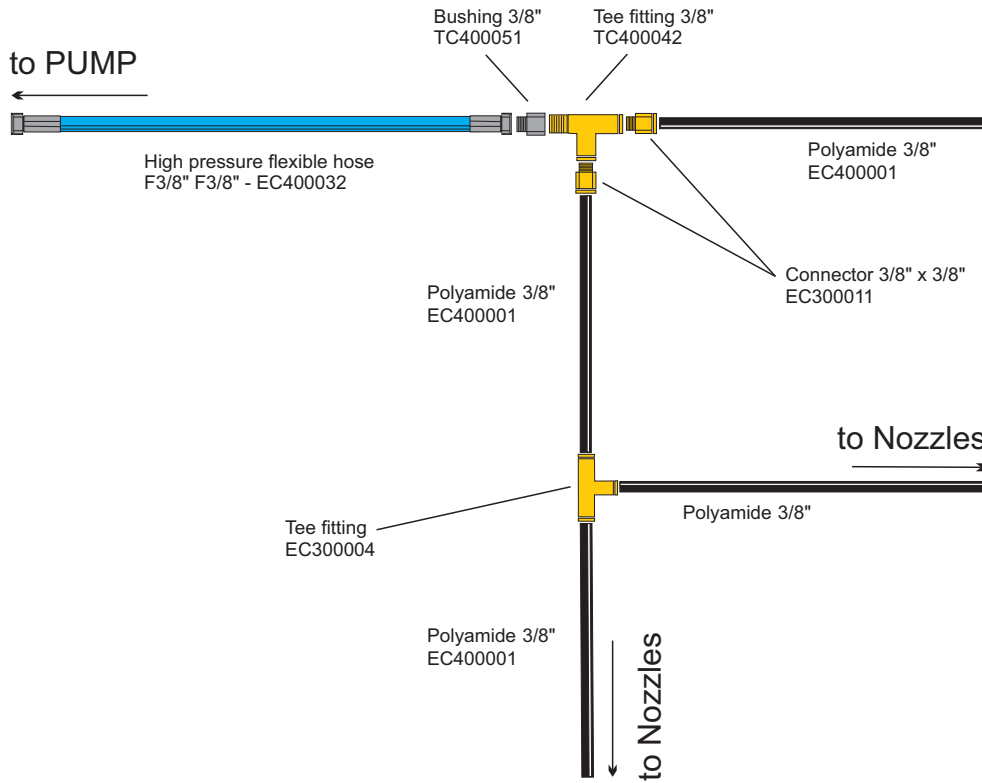 Bushing 3/8"
TC400051
Tee fitting 3/8"
TC400042
to PUMP
High pressure flexible hose
F3/8" F3/8" - EC400032
Polyamide 3/8"
EC400001
Polyamide 3/8"
EC400001
Connector 3/8" x 3/8"
EC300011
to Nozzles
Polyamide 3/8"
Tee fitting
EC300004
Polyamide 3/8"
EC400001
to Nozzles